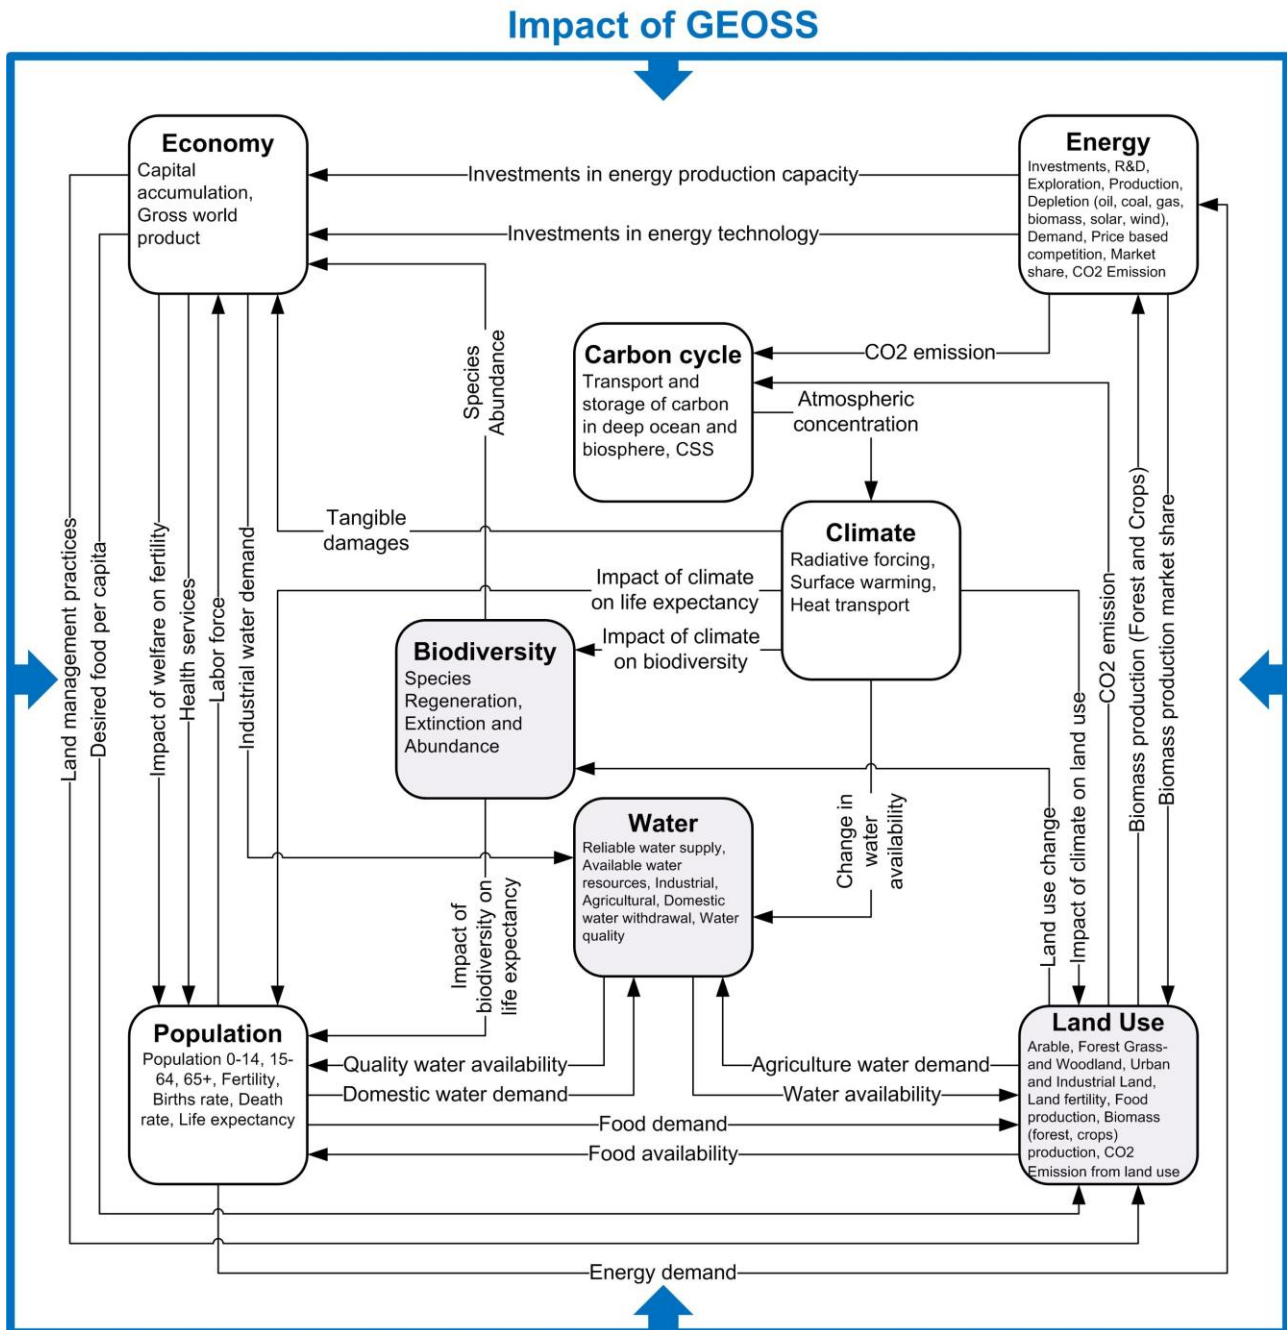 Impact of GEOSS
Economy
Capital
accumulation,
Gross world
product
Energy
Investments, R&D,
Exploration, Production,
Depletion (oil, coal, gas,
biomass, solar, wind),
Demand, Price based
competition, Market
share, CO2 Emission
Investments in energy production capacity
Investments in energy technology
Species
Abundance
Carbon cycle
Transport and
storage of carbon
in deep ocean and
biosphere, CSS
CO2 emission
Atmospheric
concentration
Climate
Radiative forcing,
Surface warming,
Heat transport
Tangible
damages
Impact of climate
on life expectancy
Impact of climate
on biodiversity
Biodiversity
Species
Regeneration,
Extinction and
Abundance
Land management practices
Desired food per capita
Impact of welfare on fertility
Health services
Labor force
Industrial water demand
Water
Reliable water supply,
Available water
resources, Industrial,
Agricultural, Domestic
water withdrawal, Water
quality
Change in
water
availability
Land use change
Impact of climate on land use
CO2 emission
Biomass production (Forest and Crops)
Biomass production market share
Impact of
biodiversity on
life expectancy
Population
Population 0-14, 15-
64, 65+, Fertility,
Births rate, Death
rate, Life expectancy
Quality water availability
Domestic water demand
Agriculture water demand
Water availability
Food demand
Food availability
Land Use
Arable, Forest Grass-
and Woodland, Urban
and Industrial Land,
Land fertility, Food
production, Biomass
(forest, crops)
production, CO2
Emission from land use
Energy demand